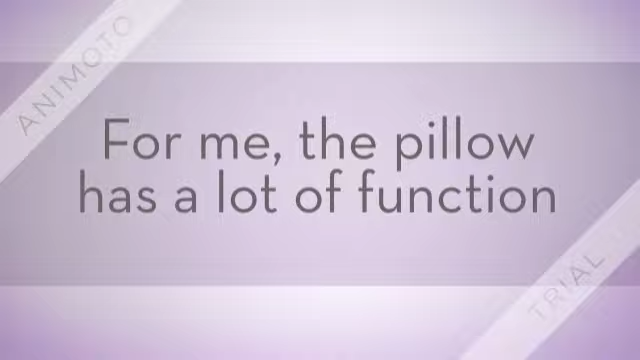 ANIMOTO
For me, the pillow
has a lot of function
TRIAL